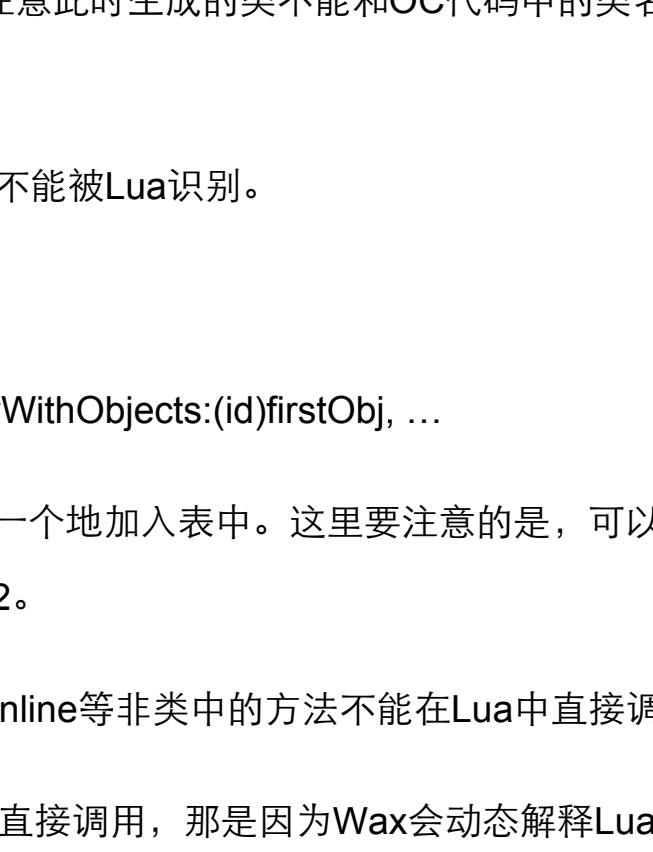 注意此时生成的类不能和OC代码中的类名
不能被Lua识别。
WithObjects:(id)firstObj, …
一个地加入表中。这里要注意的是，可以
2。
nline等非类中的方法不能在Lua中直接调
直接调用，那是因为Wax会动态解释Lua